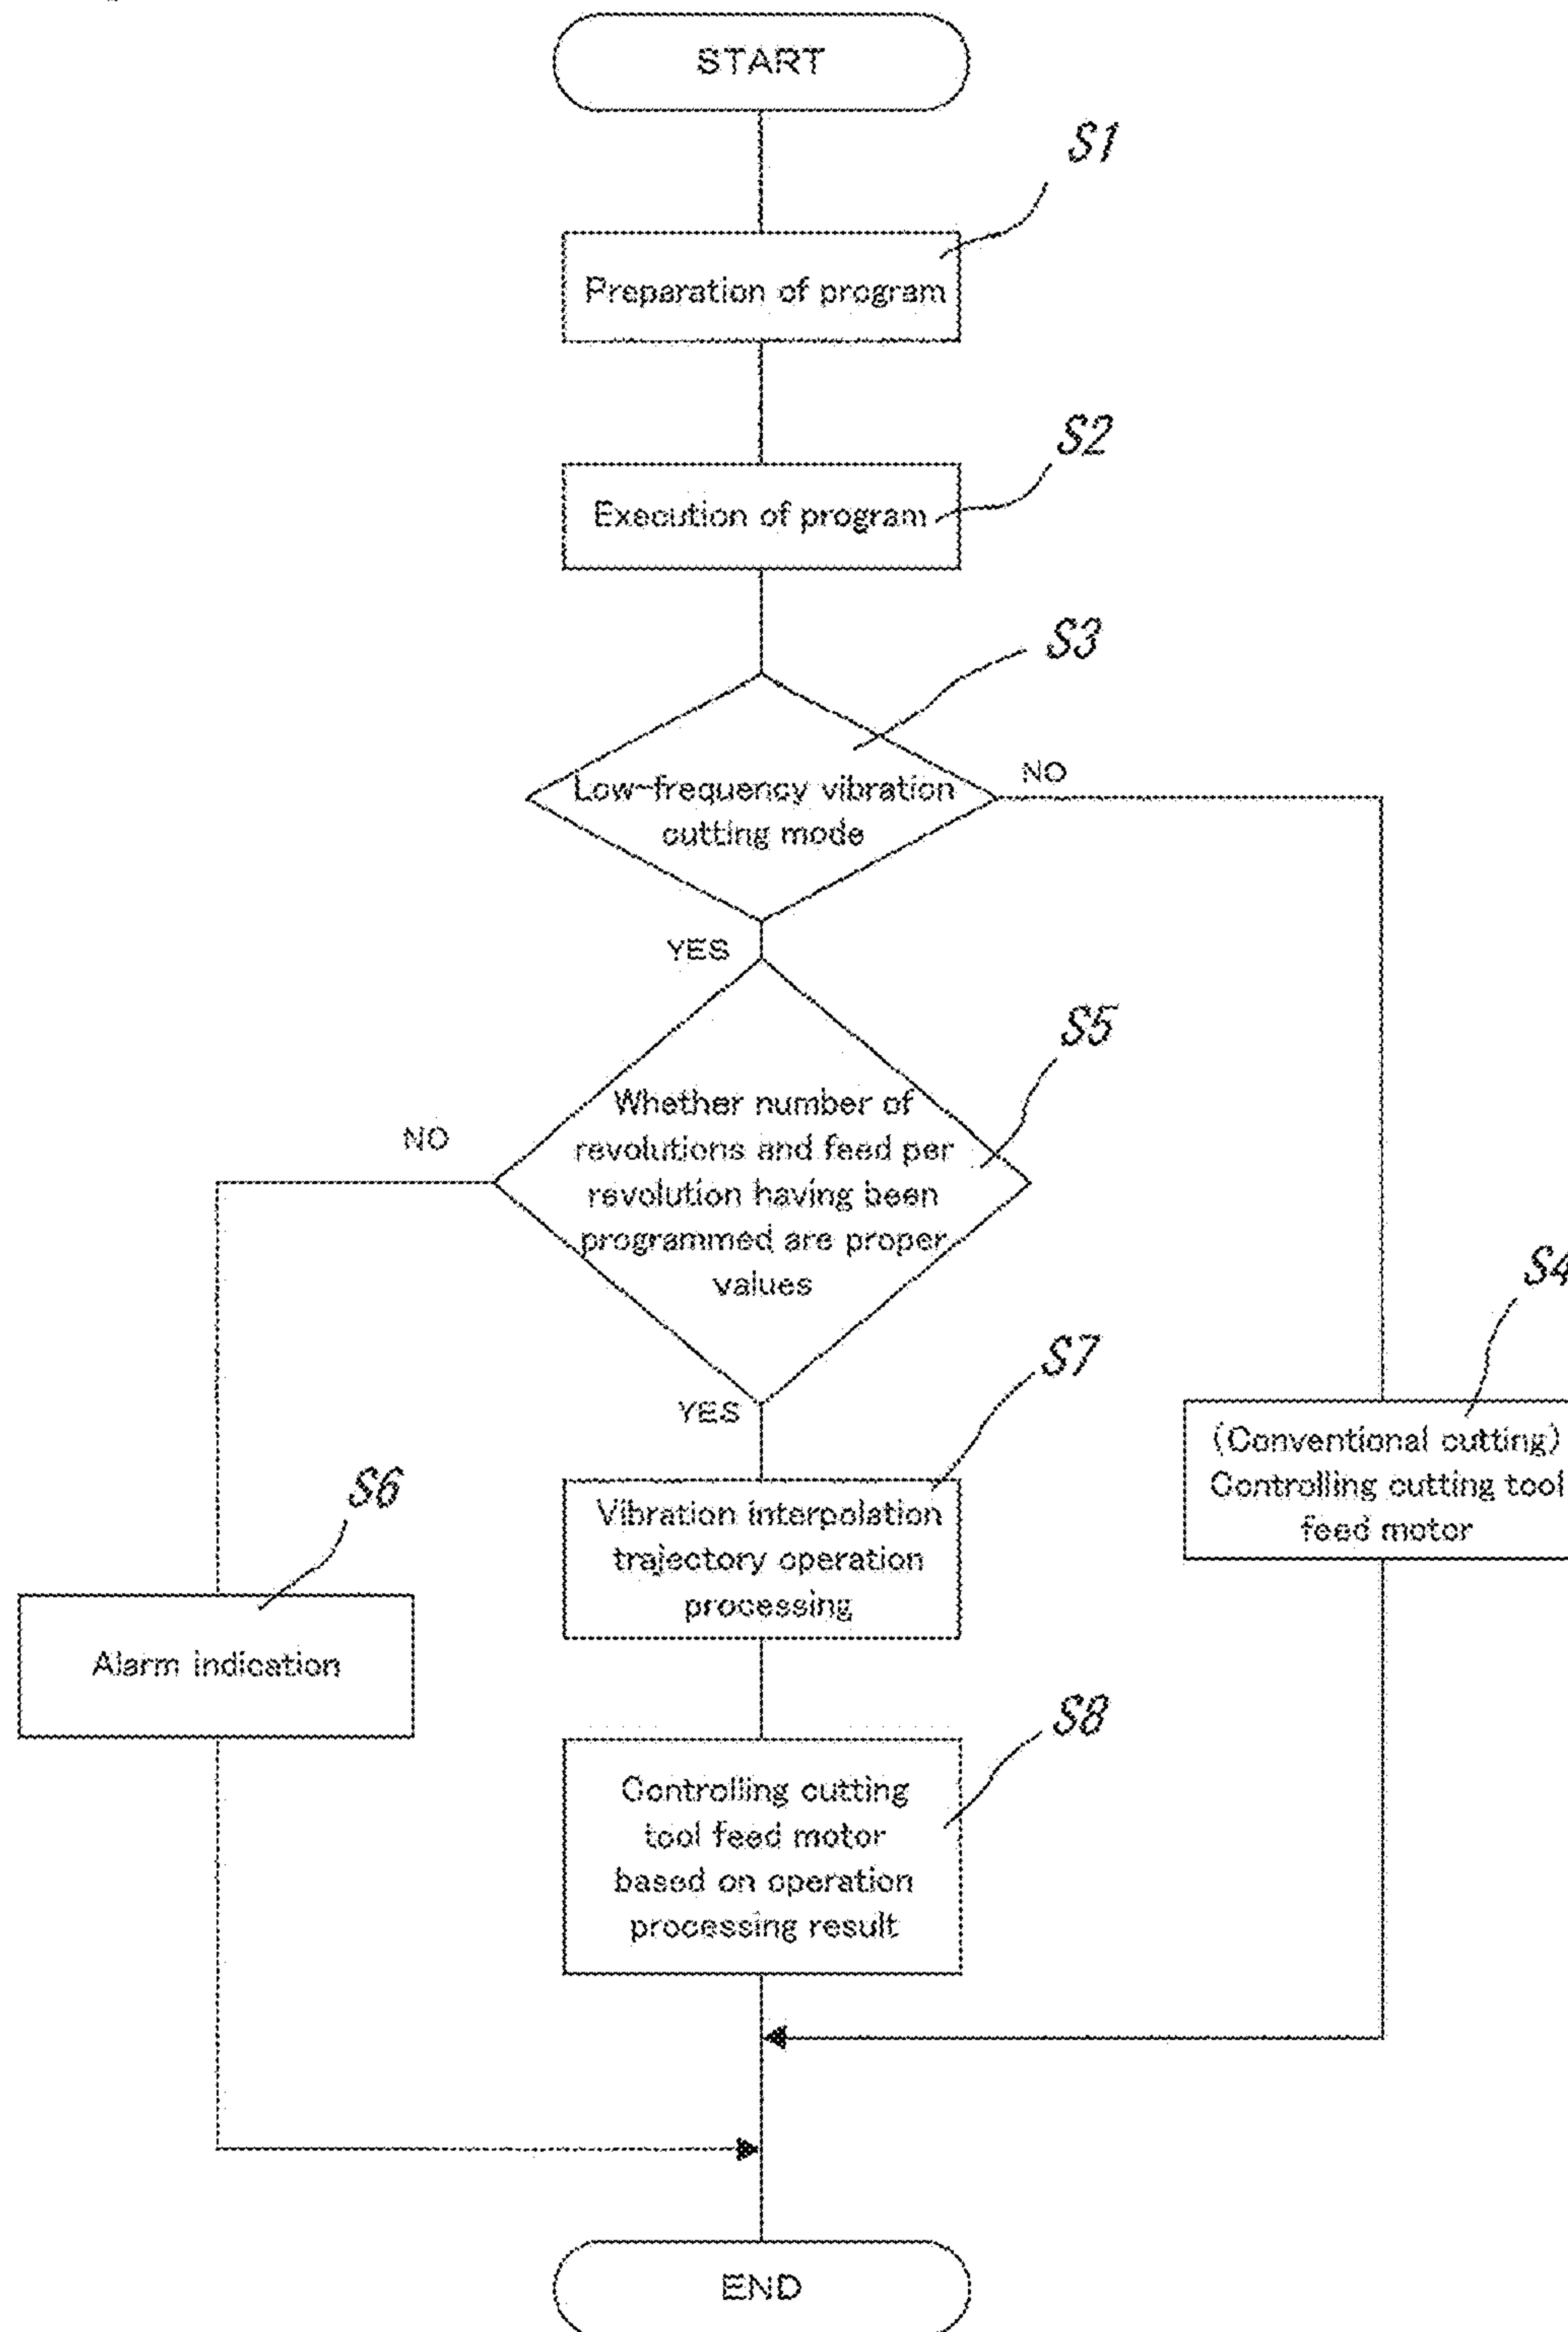 START
S1
Preparation of program
S2
Execution of program
S3
Low-frequency vibration
cutting mode
NO
YES
S5
Whether number of
revolutions and feed per
revolution having been
programmed are proper
values
NO
YES
S4
(Conventional cutting)
Controlling cutting tool
feed motor
S7
Vibration interpolation
trajectory operation
processing
S6
Alarm indication
S8
Controlling cutting
tool feed motor
based on operation
processing result
END